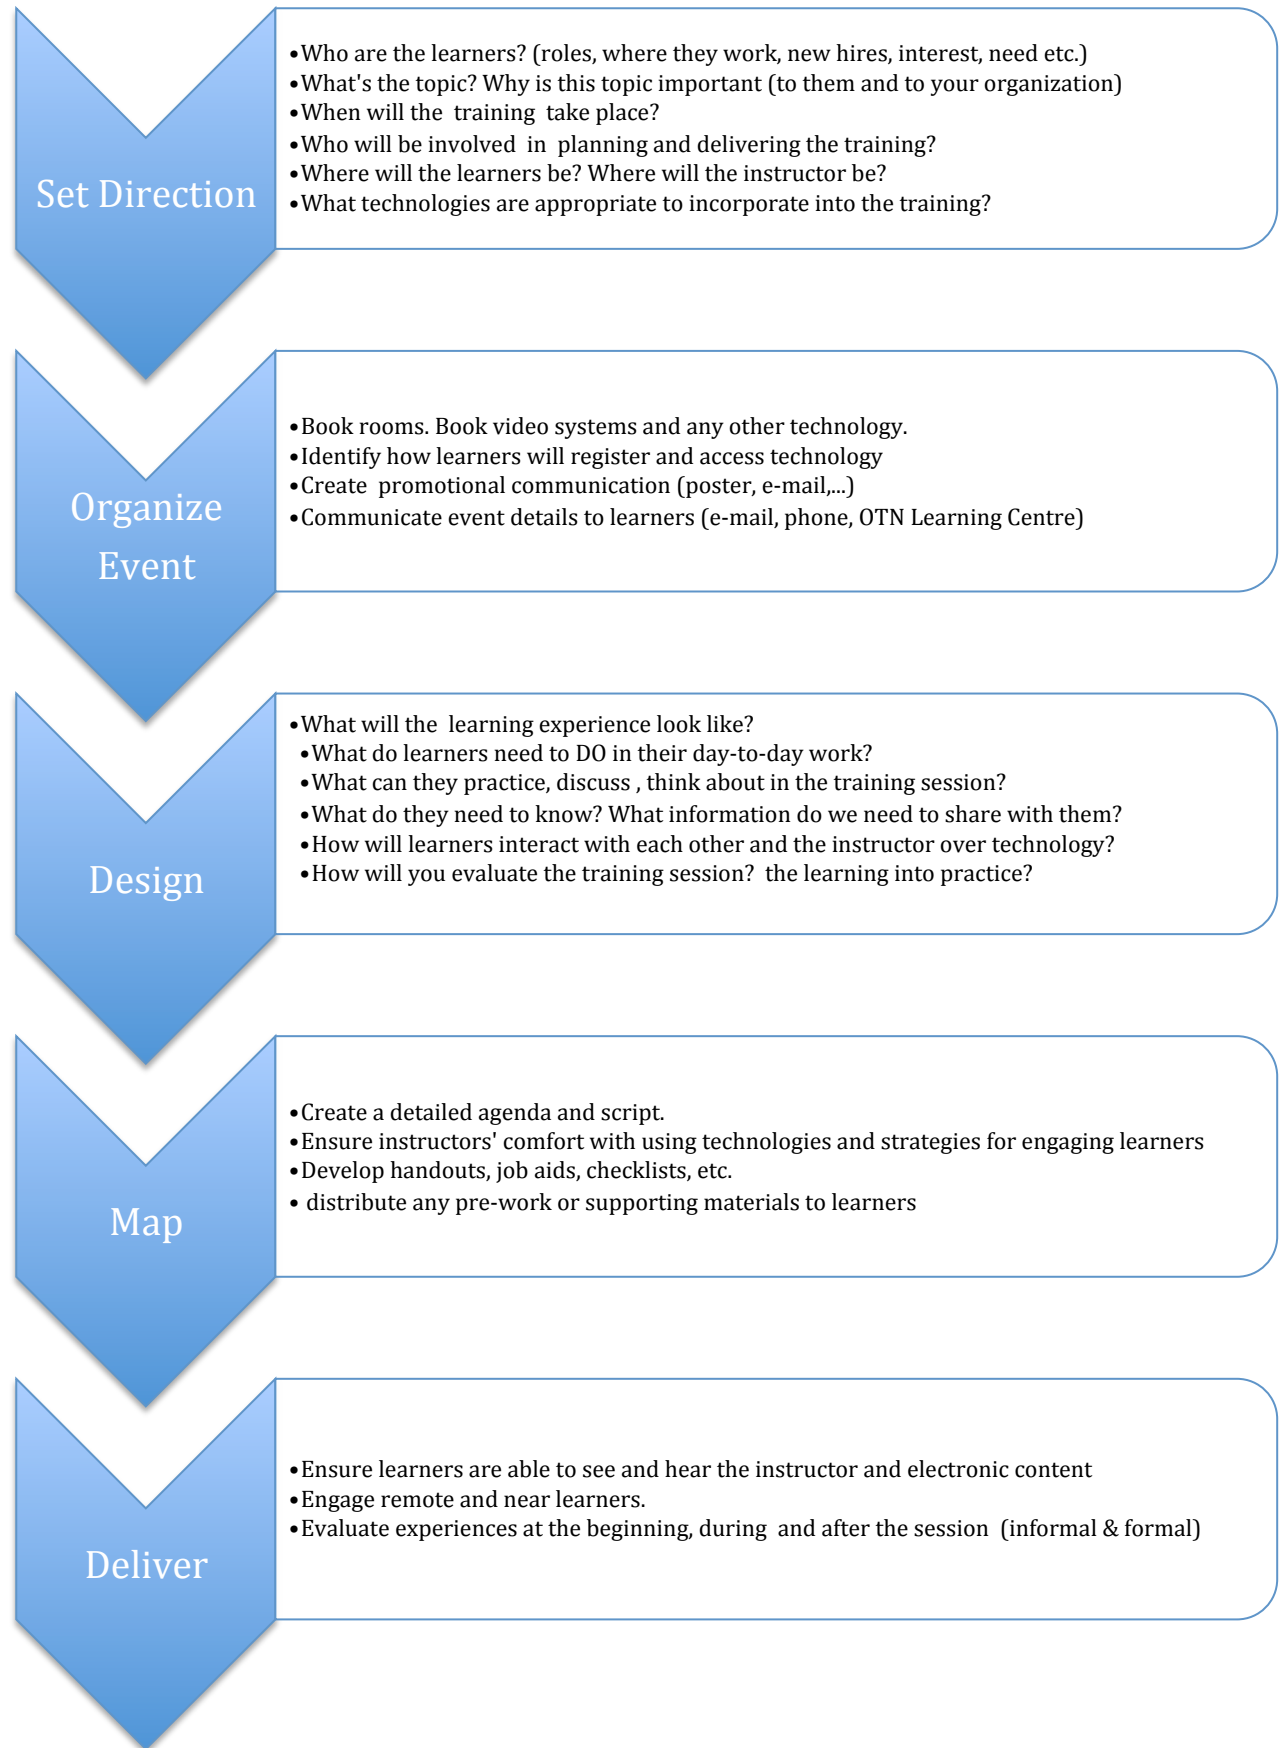 Set Direction
•Who are the learners? (roles, where they work, new hires, interest, need etc.)
•What's the topic? Why is this topic important (to them and to your organization)
•When will the  training  take place?
•Who will be involved  in  planning and delivering the training?
•Where will the learners be? Where will the instructor be?
•What technologies are appropriate to incorporate into the training?
Organize
Event
•Book rooms. Book video systems and any other technology.
•Identify how learners will register and access technology
•Create  promotional communication (poster, e-mail,...)
•Communicate event details to learners (e-mail, phone, OTN Learning Centre)
Design
•What will the  learning experience look like?
•What do learners need to DO in their day-to-day work?
•What can they practice, discuss , think about in the training session?
•What do they need to know? What information do we need to share with them?
•How will learners interact with each other and the instructor over technology?
•How will you evaluate the training session?  the learning into practice?
Map
•Create a detailed agenda and script.
•Ensure instructors' comfort with using technologies and strategies for engaging learners
•Develop handouts, job aids, checklists, etc.
• distribute any pre-work or supporting materials to learners
Deliver
•Ensure learners are able to see and hear the instructor and electronic content
•Engage remote and near learners.
•Evaluate experiences at the beginning, during  and after the session  (informal & formal)